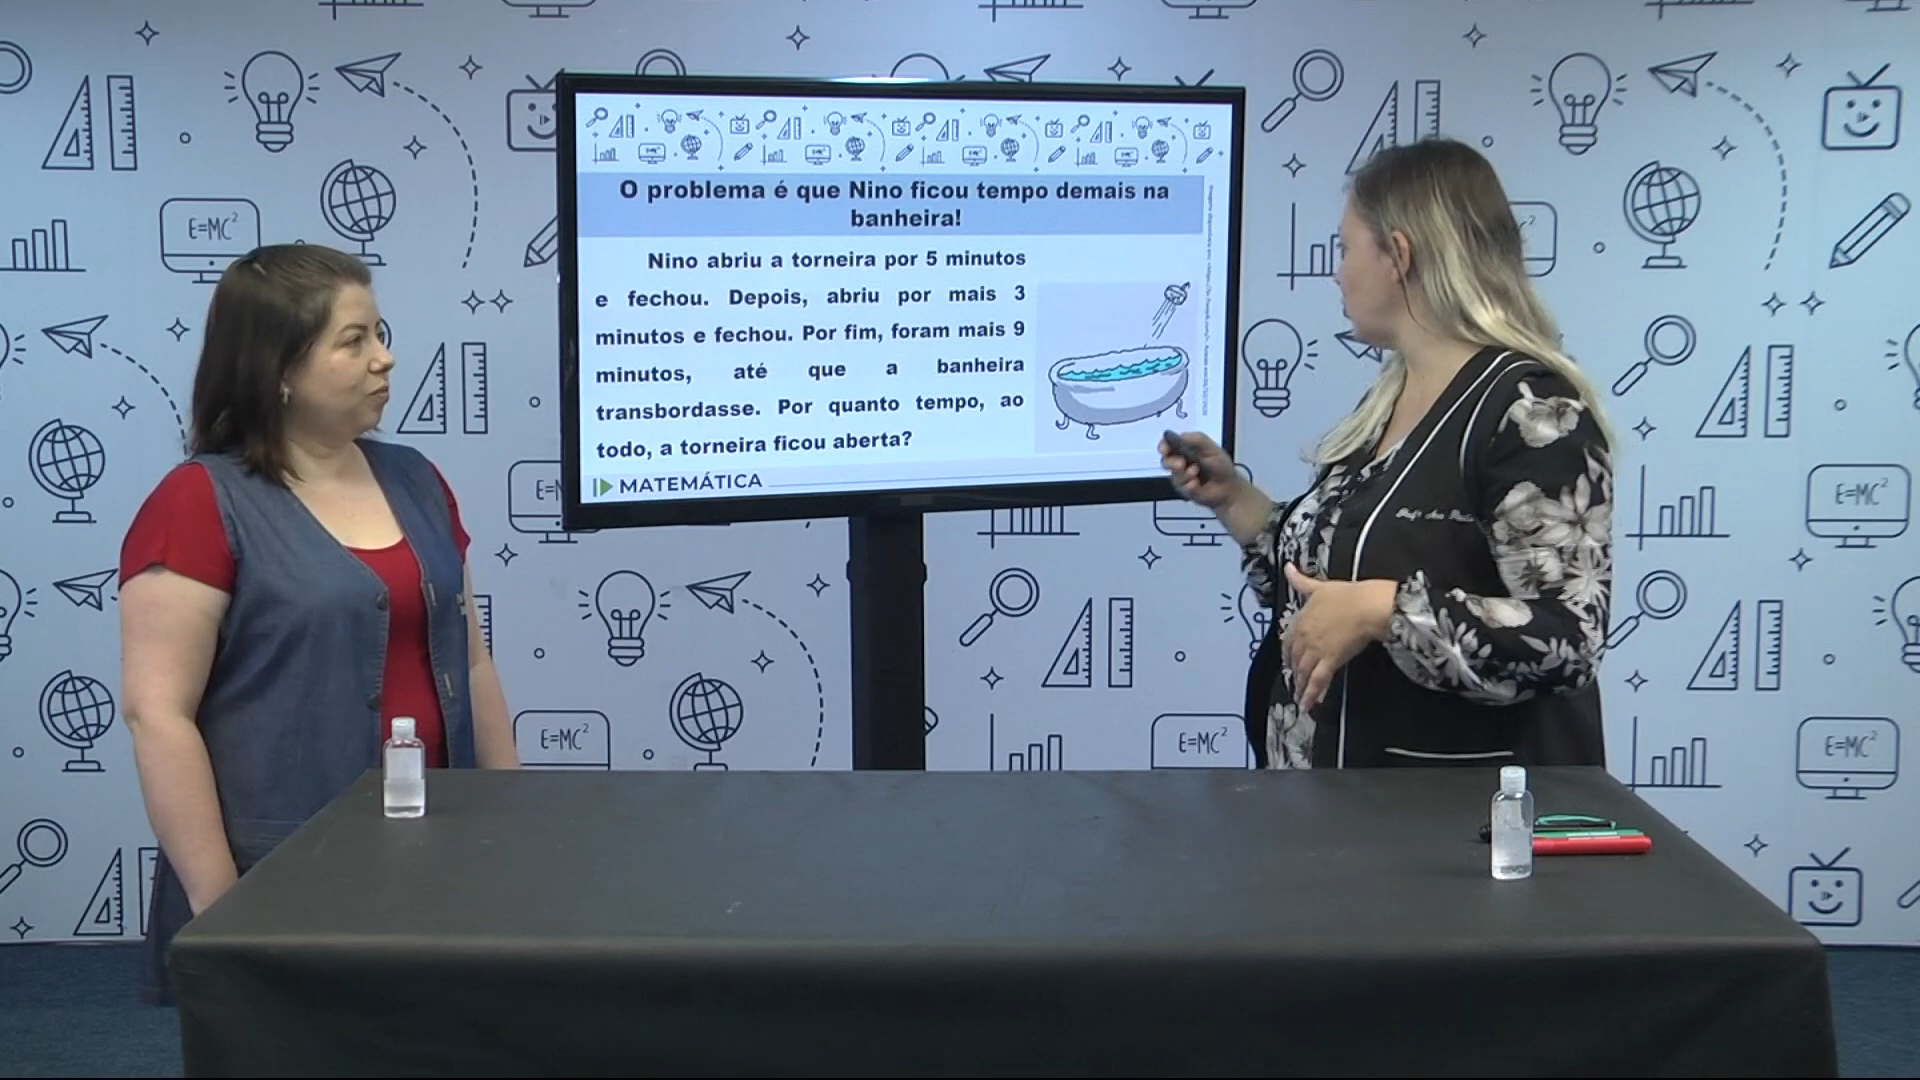 O problema é que Nino ficou tempo demais na
banheira!
Nino abriu a torneira por 5 minutos
e fechou. Depois, abriu por mais 3
minutos e fechou. Por fim, foram mais 9
minutos, até que a banheira
transbordasse. Por quanto tempo, ao
todo, a torneira ficou aberta?
MATEMÁTICA
E=MC²
E=MC²
E=MC²
E=MC²
E=MC²
E=MC²